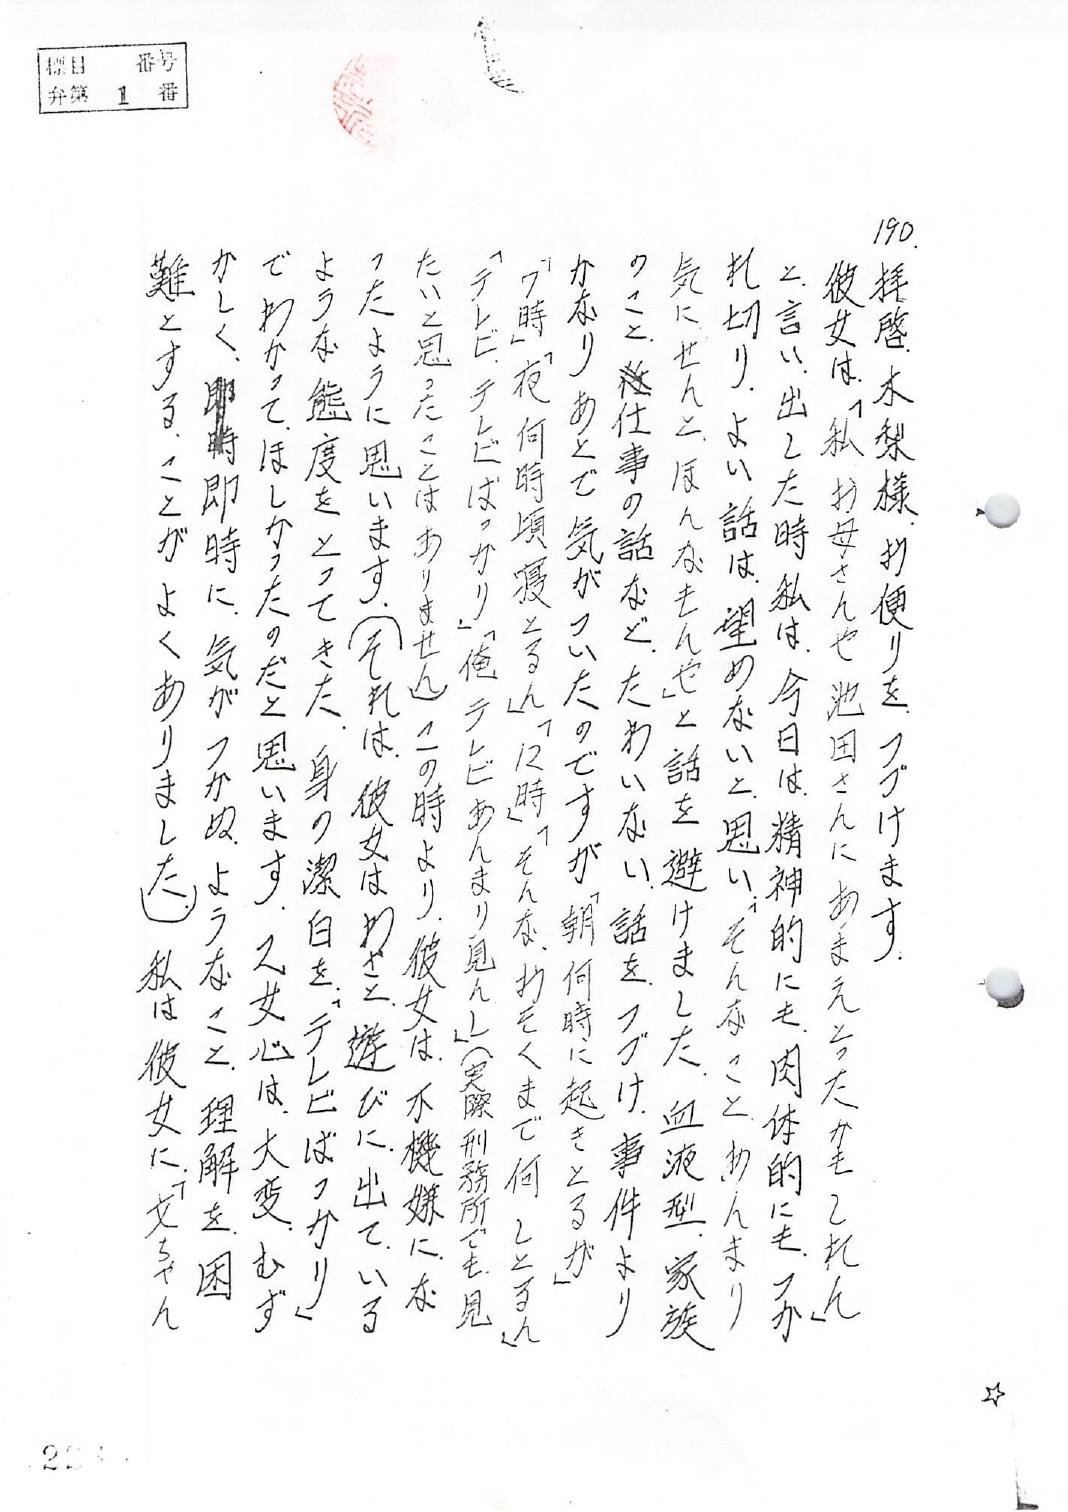 標目 番号
弁第 1 番
190.
拝啓、木梨様、お便りを、つづけます。
彼女は、「私お母さんや池田さんにあまえとったかもしれん」
と、言い、出した時私は、今日は、精神的にも、肉体的にも、つか
れ切り、よい話は、望めないと、思い、「そんなこと、あんまり
気に、せんと、ほんなもんや」と話を避けました。血液型、家族
のこと、仕事の話など、たわいない、話を、つづけ、事件より
かなりあとで気がついたのですが「朝何時に起きとるが」
「7時」「夜何時頃寝とるん」「12時」「そんな、おそくまで何しとるん」
「テレビ、テレビばっかり」「俺テレビあんまり見んし」(実際刑務所でも、見
たいと思ったことはありません)この時より、彼女は、不機嫌に、な
ったように思います。(それは、彼女はわざと、遊びに、出て、いる
ような態度をとってきた、身の潔白を、「テレビばっかり」
でわかって、ほしかったのだと思います。又女心は、大変、むず
かしく、即時に、気がつかぬ、ようなこと、理解を、困
難とする、ことがよくありました。)私は彼女に、「文ちゃん
☆